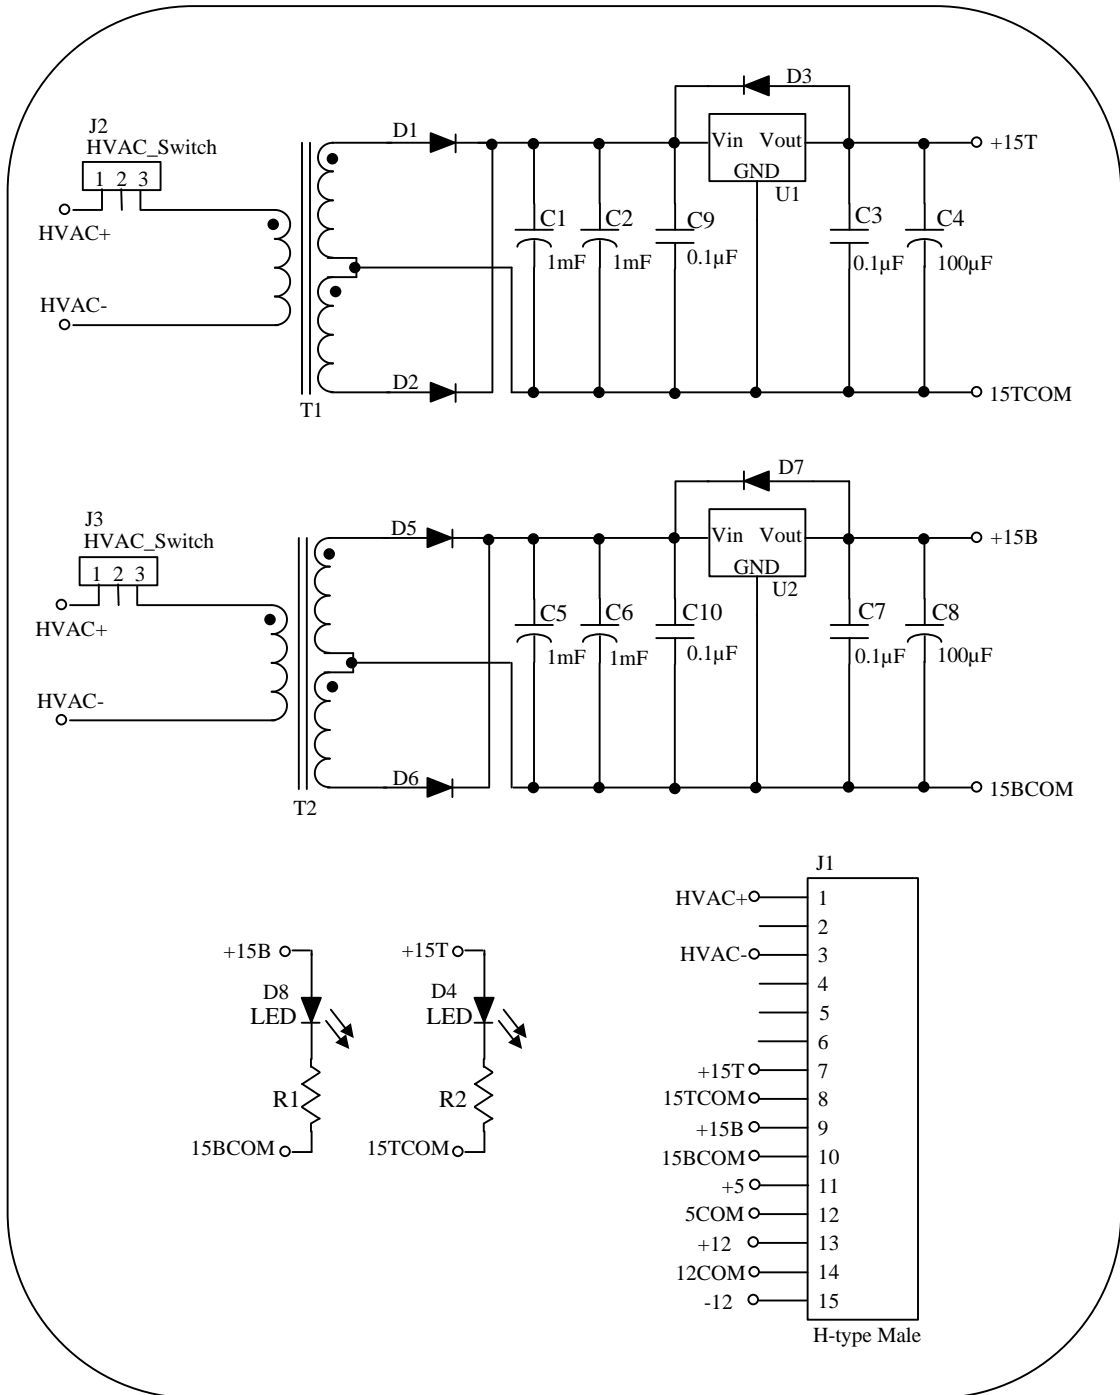 J2
HVAC_Switch
1 2 3
HVAC+
HVAC-
T1
D1
D2
D3
Vin Vout
GND
U1
C1
1mF
C2
1mF
C9
0.1µF
C3
0.1µF
C4
100µF
+15T
15TCOM
J3
HVAC_Switch
1 2 3
HVAC+
HVAC-
T2
D5
D6
D7
Vin Vout
GND
U2
C5
1mF
C6
1mF
C10
0.1µF
C7
0.1µF
C8
100µF
+15B
15BCOM
+15B
D8
LED
R1
15BCOM
+15T
D4
LED
R2
15TCOM
J1
HVAC+ 1
2
HVAC- 3
4
5
6
+15T 7
15TCOM 8
+15B 9
15BCOM 10
+5 11
5COM 12
+12 13
12COM 14
-12 15
H-type Male